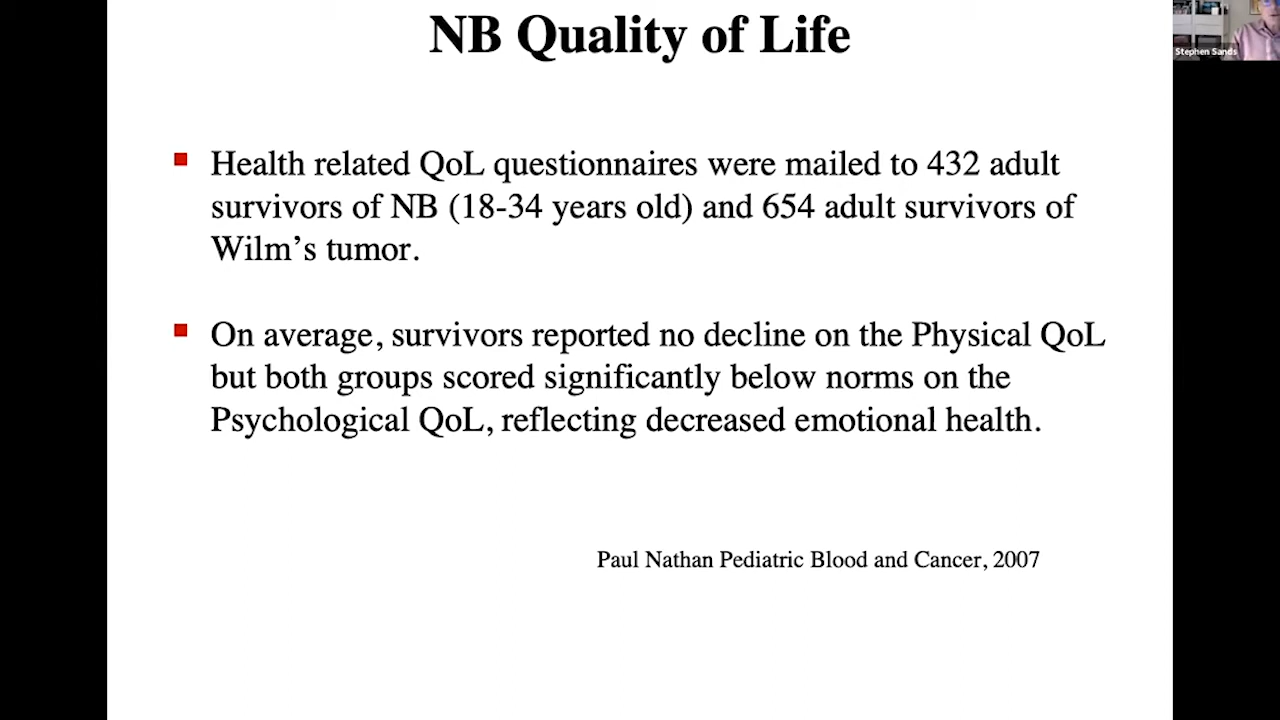 NB Quality of Life
Stephen Sands
Health related QoL questionnaires were mailed to 432 adult
survivors of NB (18-34 years old) and 654 adult survivors of
Wilm’s tumor.
On average, survivors reported no decline on the Physical QoL
but both groups scored significantly below norms on the
Psychological QoL, reflecting decreased emotional health.
Paul Nathan Pediatric Blood and Cancer, 2007